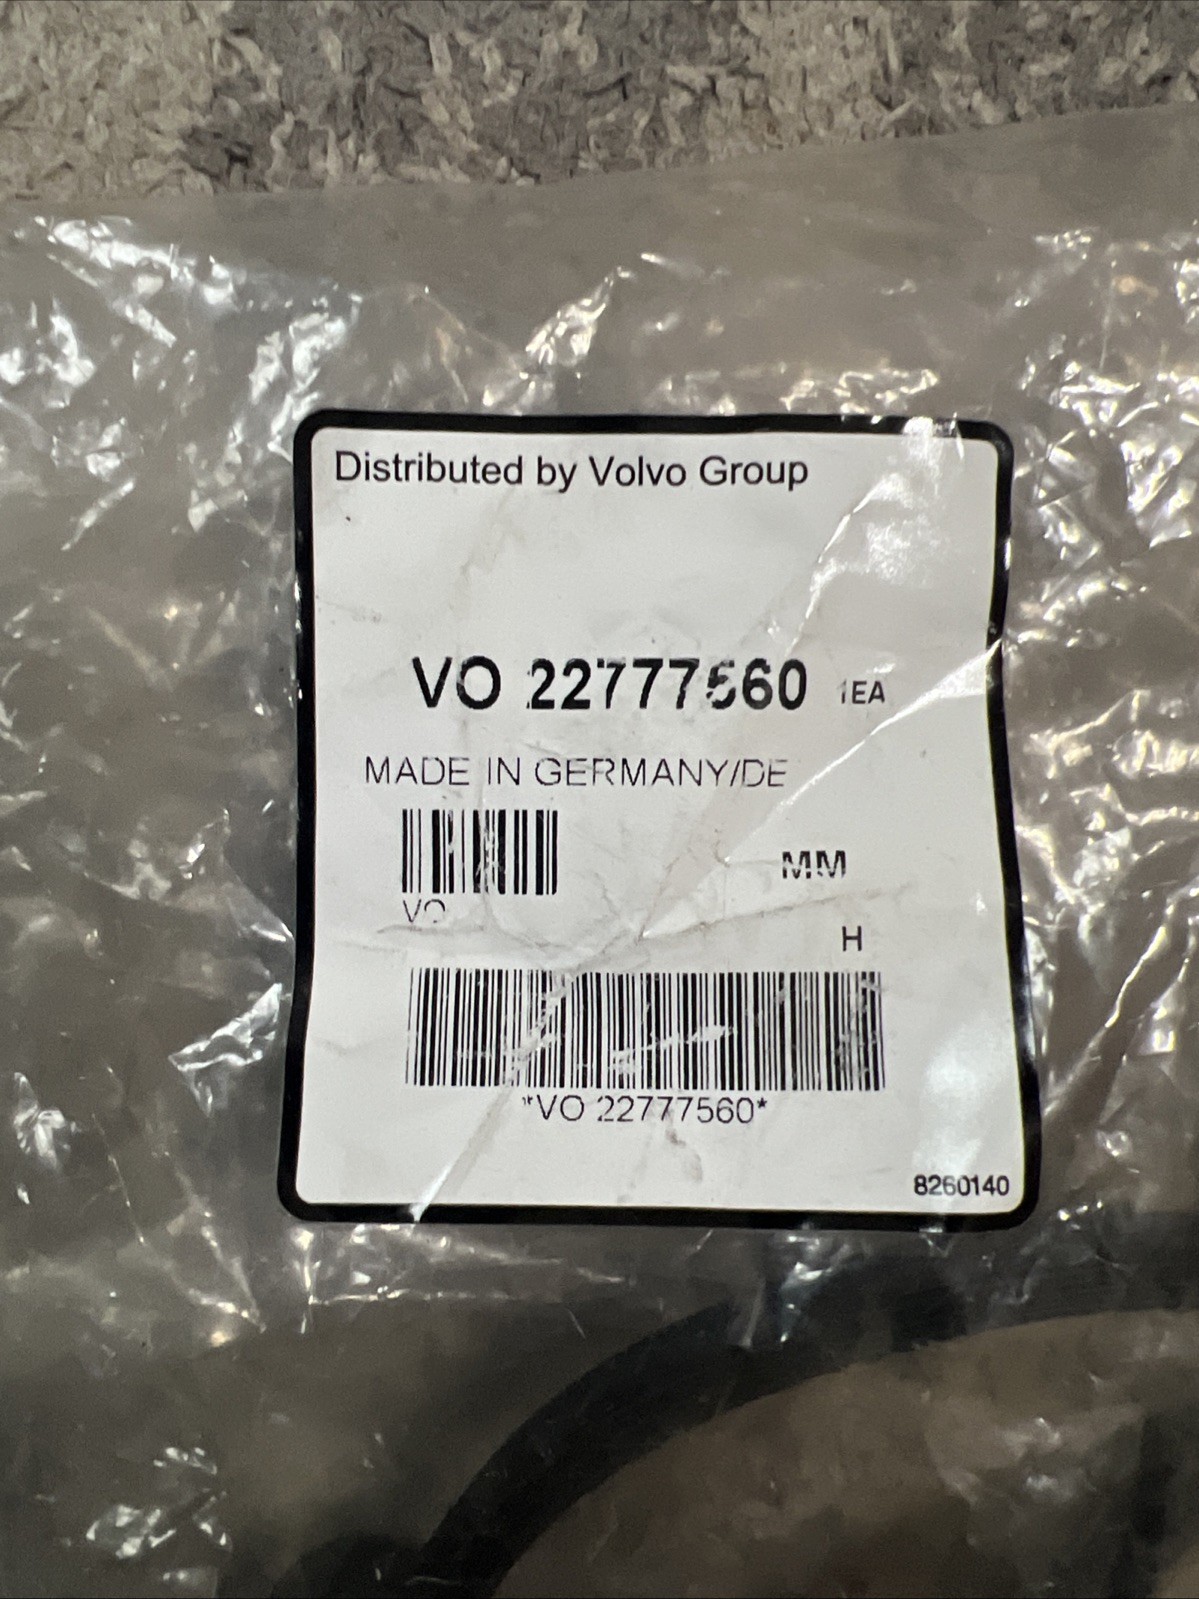 Distributed by Volvo Group
VO 22777560 1EA
MADE IN GERMANY/DE
MM
VO
H
*VO 22777560*
8260140